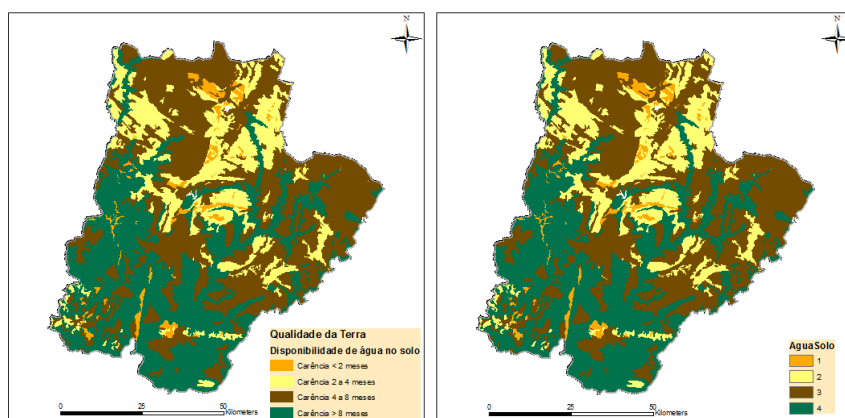 N
Qualidade da Terra
Disponibilidade de água no solo
Carência < 2 meses
Carência 2 a 4 meses
Carência 4 a 8 meses
Carência > 8 meses
0 25 50
Kilometers
N
AguaSolo
1
2
3
4
0 25 50
Kilometers